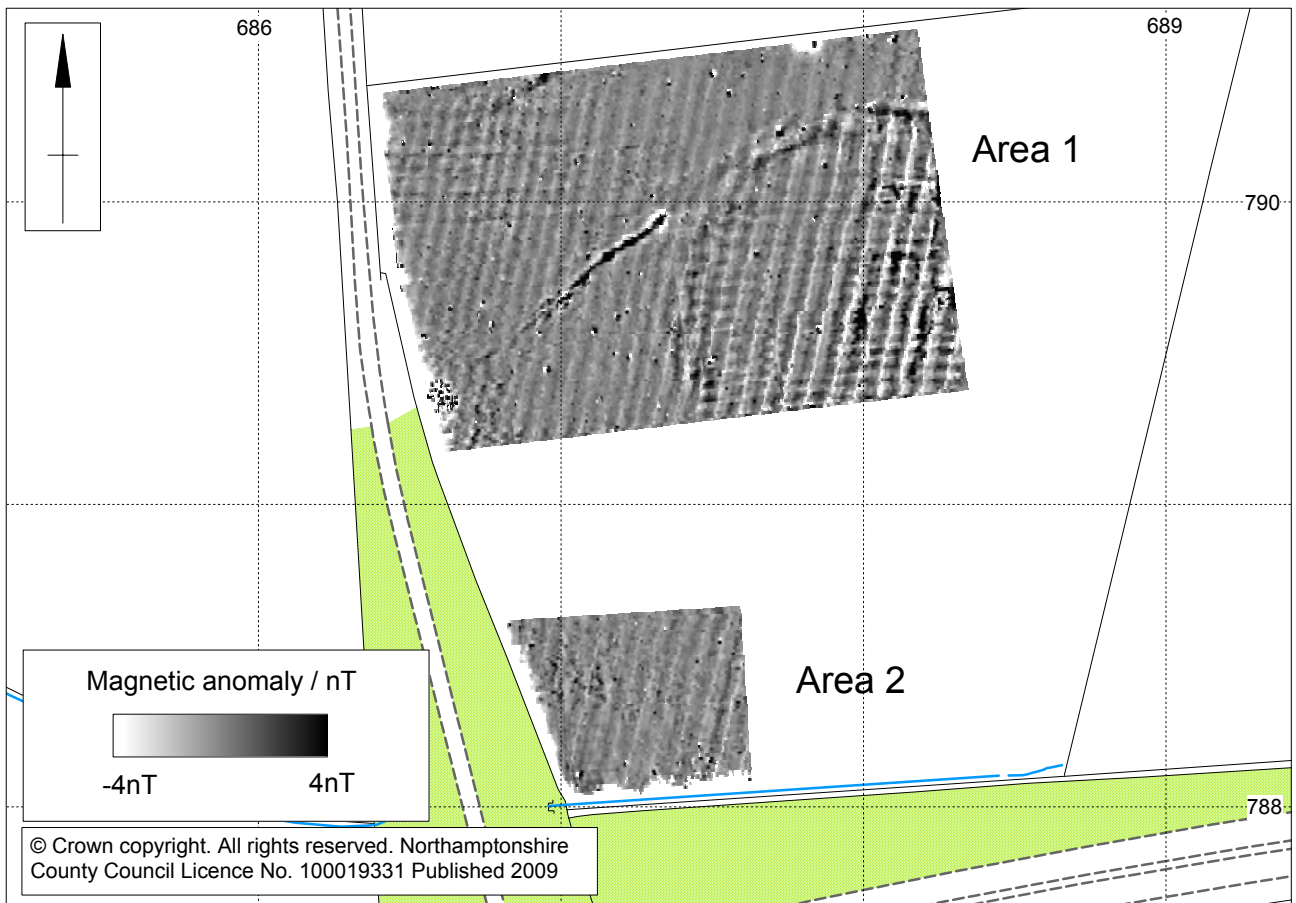 686
689
Area 1
790
Area 2
Magnetic anomaly / nT
-4nT
4nT
788
© Crown copyright. All rights reserved. Northamptonshire
County Council Licence No. 100019331 Published 2009